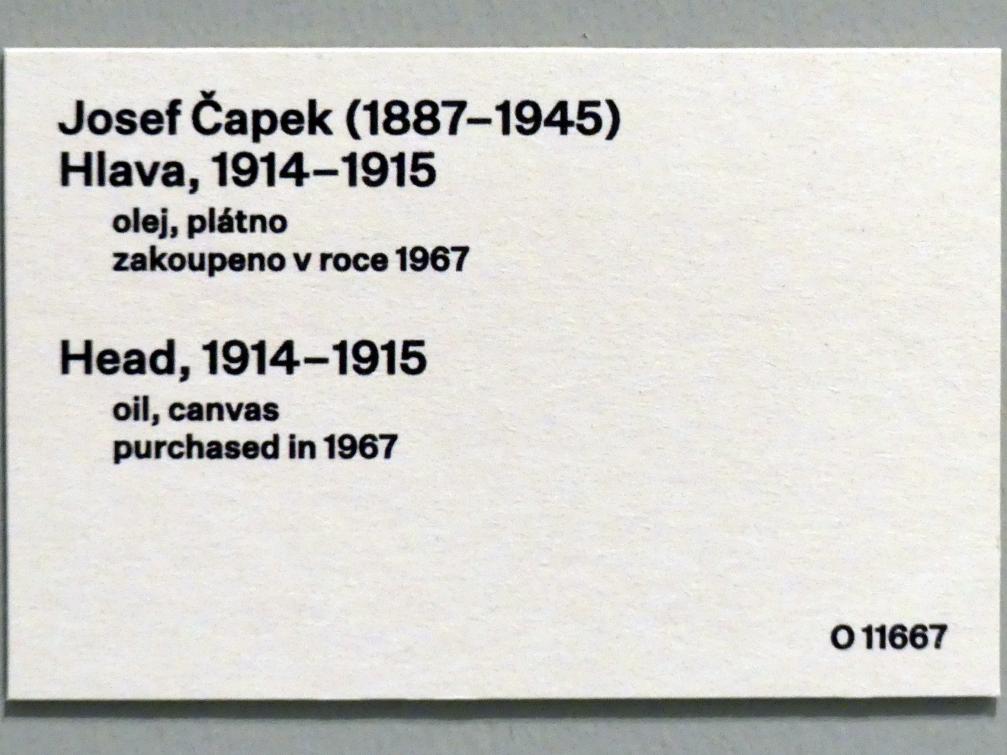 Josef Čapek (1887–1945)
Hlava, 1914–1915
olej, plátno
zakoupeno v roce 1967
Head, 1914–1915
oil, canvas
purchased in 1967
O 11667